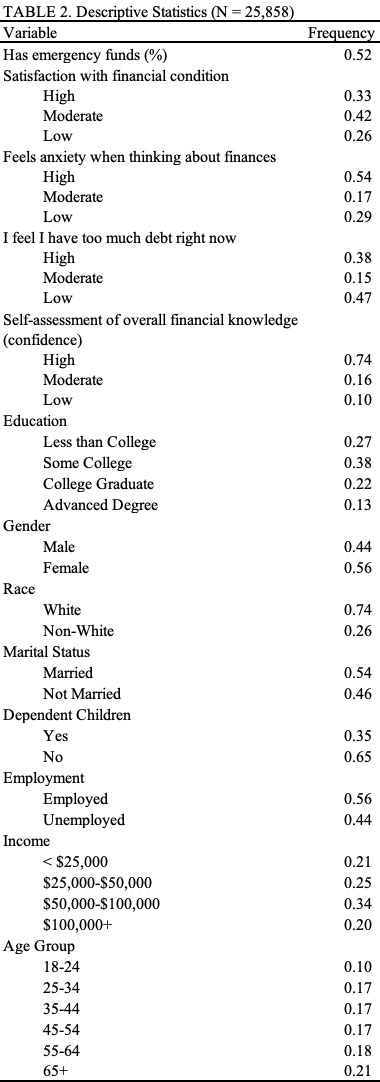 TABLE 2. Descriptive Statistics (N = 25,858)
Variable Frequency
Has emergency funds (%) 0.52
Satisfaction with financial condition
High 0.33
Moderate 0.42
Low 0.26
Feels anxiety when thinking about finances
High 0.54
Moderate 0.17
Low 0.29
I feel I have too much debt right now
High 0.38
Moderate 0.15
Low 0.47
Self-assessment of overall financial knowledge
(confidence)
High 0.74
Moderate 0.16
Low 0.10
Education
Less than College 0.27
Some College 0.38
College Graduate 0.22
Advanced Degree 0.13
Gender
Male 0.44
Female 0.56
Race
White 0.74
Non-White 0.26
Marital Status
Married 0.54
Not Married 0.46
Dependent Children
Yes 0.35
No 0.65
Employment
Employed 0.56
Unemployed 0.44
Income
< $25,000 0.21
$25,000-$50,000 0.25
$50,000-$100,000 0.34
$100,000+ 0.20
Age Group
18-24 0.10
25-34 0.17
35-44 0.17
45-54 0.17
55-64 0.18
65+ 0.21